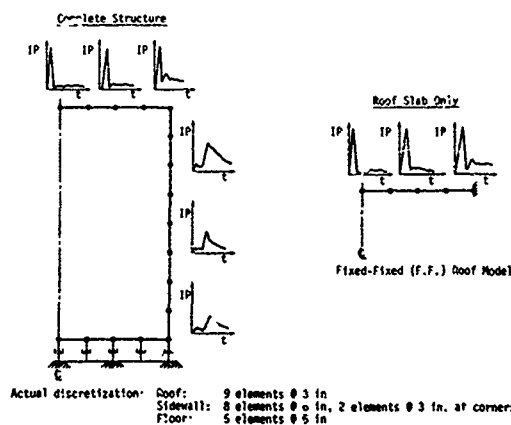 Complete Structure
IP IP IP
t t t
Roof Slab Only
IP IP IP
t t t
IP
t
Fixed-Fixed (F.F.) Roof Model
IP
t
IP
t
Actual discretization: Roof: 9 elements @ 3 in
Sidewall: 8 elements @ 6 in, 2 elements @ 3 in. at corners
Floor: 5 elements @ 6 in